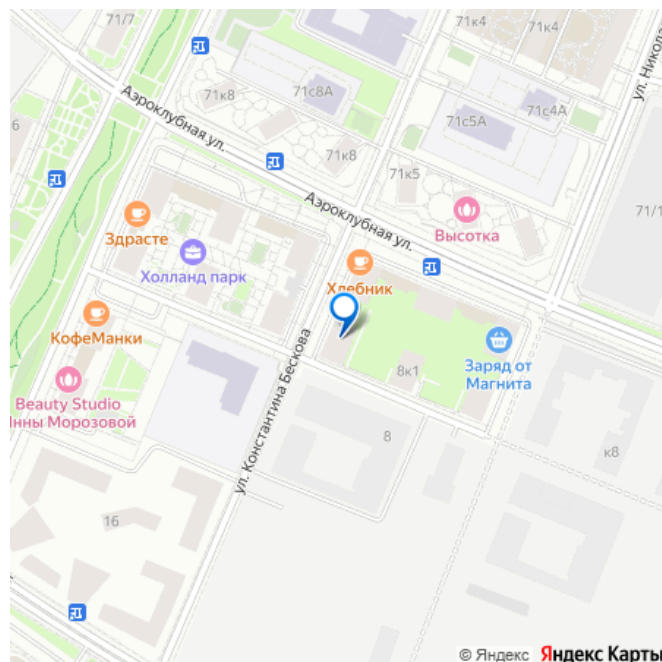 71/7
71к4
71к4
ул. Никола
71к8
71с8А
Аэроклубная ул.
71с4А
71с5А
6
71к8
71к5
71/1
Аэроклубная ул.
Высотка
Здрасте
Холланд парк
Хлебник
КофеМанки
Заряд от
Магнита
8к1
ул. Константина Бескова
Beauty Studio
Инны Морозовой
8
к8
16
© Яндекс Яндекс Карты